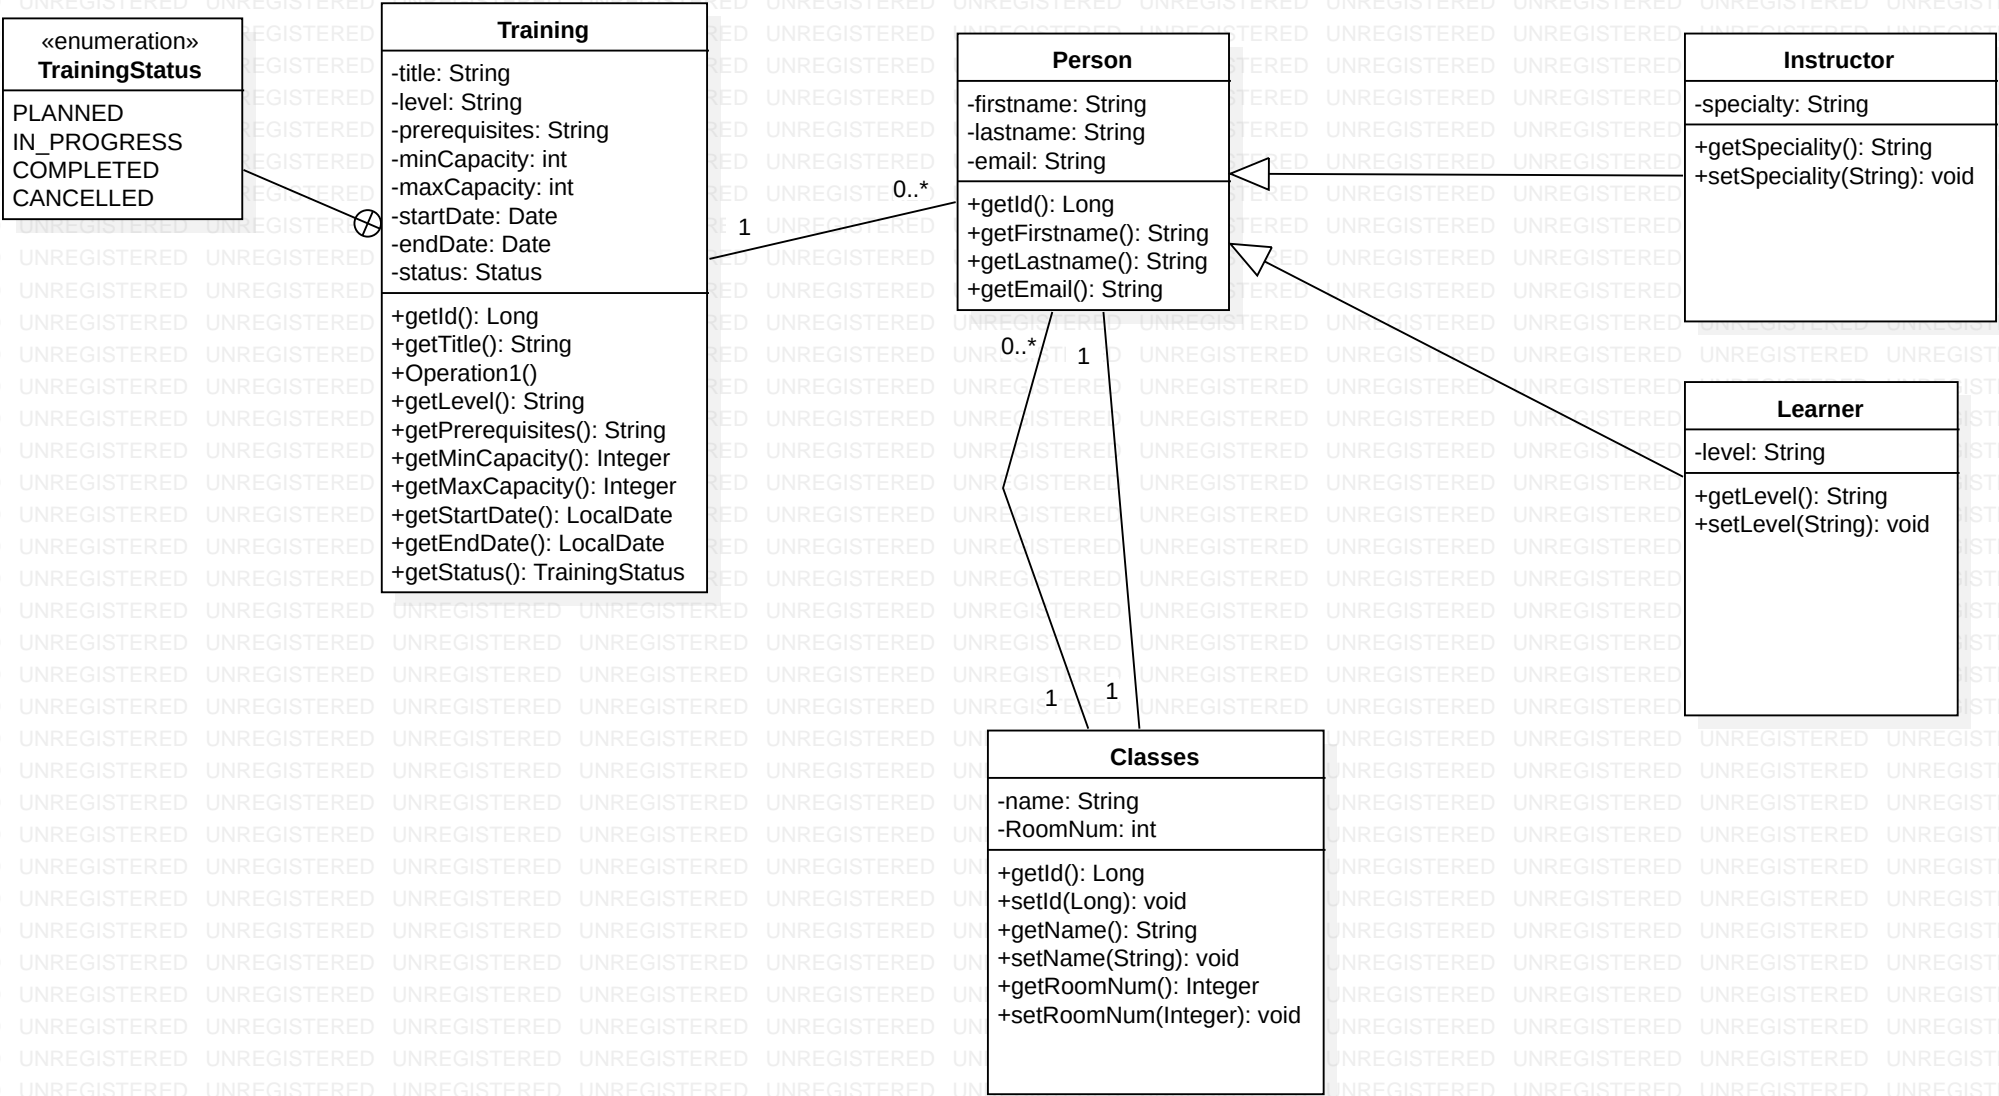 «enumeration»
TrainingStatus
PLANNED
IN_PROGRESS
COMPLETED
CANCELLED
Training
-title: String
-level: String
-prerequisites: String
-minCapacity: int
-maxCapacity: int
-startDate: Date
-endDate: Date
-status: Status
+getId(): Long
+getTitle(): String
+Operation1()
+getLevel(): String
+getPrerequisites(): String
+getMinCapacity(): Integer
+getMaxCapacity(): Integer
+getStartDate(): LocalDate
+getEndDate(): LocalDate
+getStatus(): TrainingStatus
1
0..*
Person
-firstname: String
-lastname: String
-email: String
+getId(): Long
+getFirstname(): String
+getLastname(): String
+getEmail(): String
0..*
1
1
1
Classes
-name: String
-RoomNum: int
+getId(): Long
+setId(Long): void
+getName(): String
+setName(String): void
+getRoomNum(): Integer
+setRoomNum(Integer): void
Instructor
-specialty: String
+getSpeciality(): String
+setSpeciality(String): void
Learner
-level: String
+getLevel(): String
+setLevel(String): void
UNREGISTERED